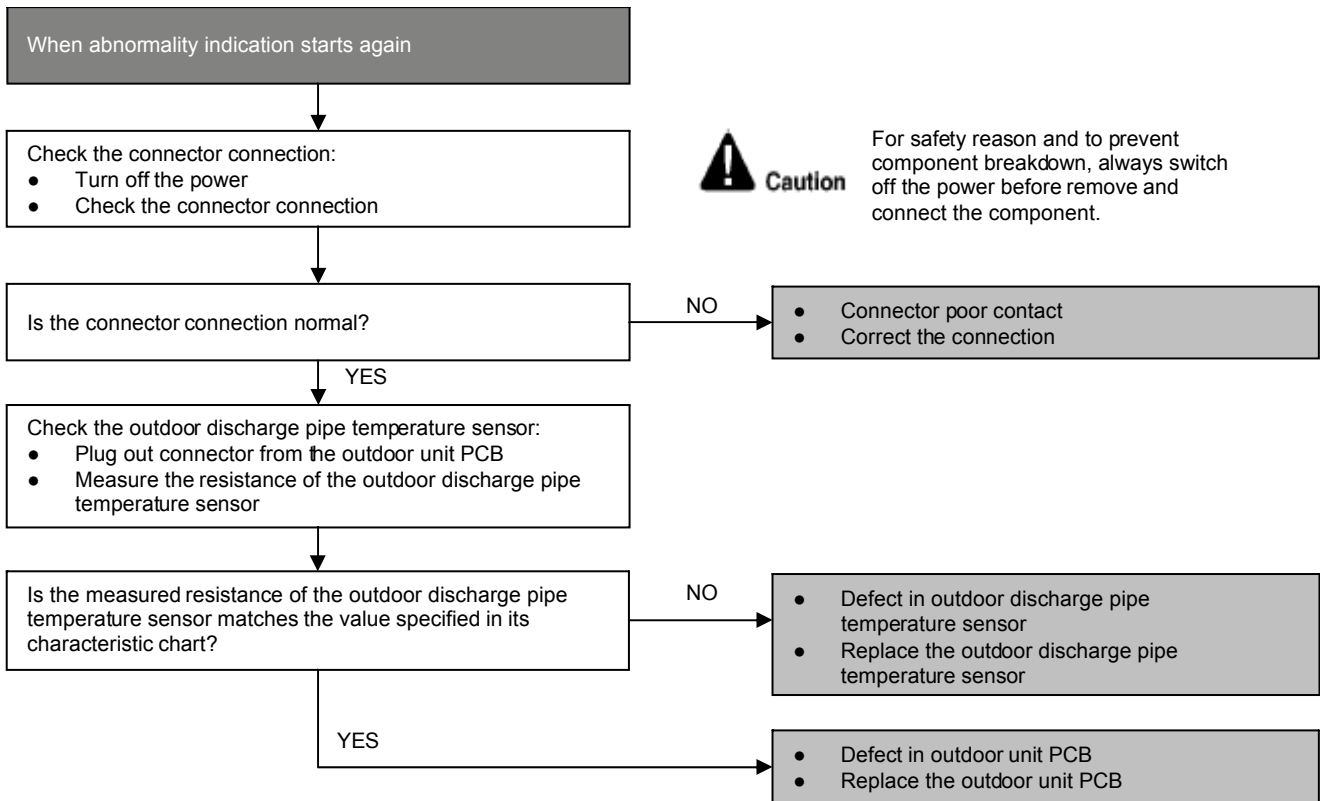 When abnormality indication starts again
Check the connector connection:
● Turn off the power
● Check the connector connection
Caution
For safety reason and to prevent
component breakdown, always switch
off the power before remove and
connect the component.
Is the connector connection normal?
NO
● Connector poor contact
● Correct the connection
YES
Check the outdoor discharge pipe temperature sensor:
● Plug out connector from the outdoor unit PCB
● Measure the resistance of the outdoor discharge pipe
temperature sensor
Is the measured resistance of the outdoor discharge pipe
temperature sensor matches the value specified in its
characteristic chart?
NO
● Defect in outdoor discharge pipe
temperature sensor
● Replace the outdoor discharge pipe
temperature sensor
YES
● Defect in outdoor unit PCB
● Replace the outdoor unit PCB